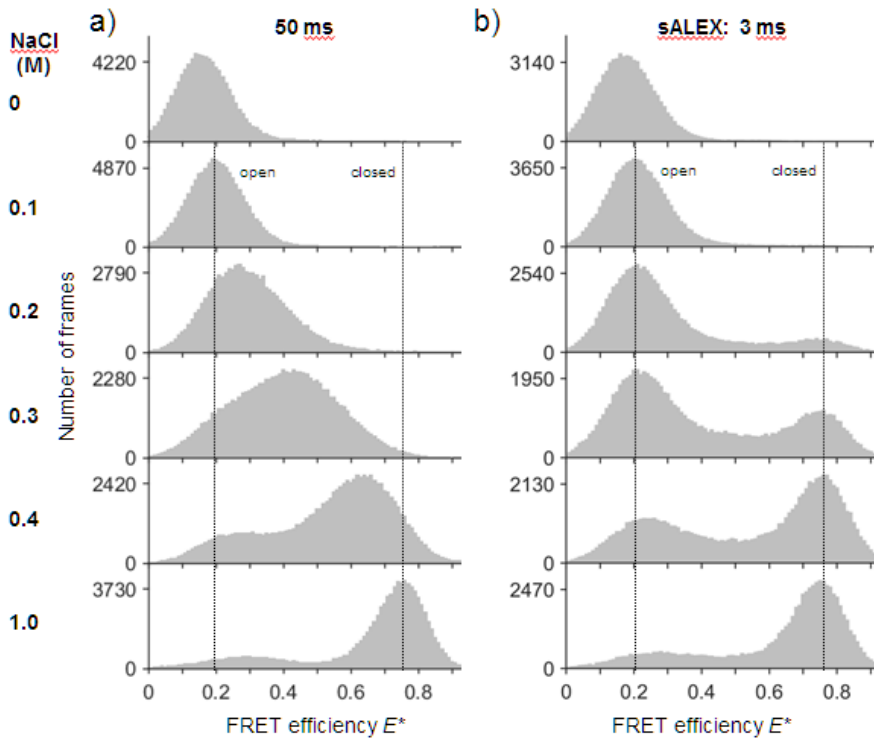 a)
50 ms
b)
sALEX: 3 ms
NaCl
(M)
0
0.1
0.2
0.3
0.4
1.0
Number of frames
4220
0
4870
open
closed
0
2790
0
2280
0
2420
0
3730
0
0 0.2 0.4 0.6 0.8
FRET efficiency E*
3140
0
3650
open
closed
0
2540
0
1950
0
2130
0
2470
0
0 0.2 0.4 0.6 0.8
FRET efficiency E*